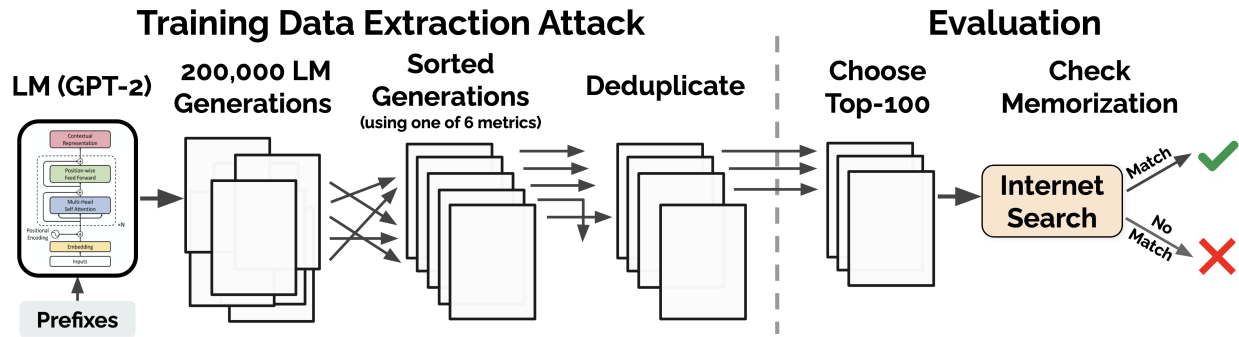 Training Data Extraction Attack
Evaluation
LM (GPT-2)
200,000 LM
Generations
Sorted
Generations
(using one of 6 metrics)
Deduplicate
Choose
Top-100
Check
Memorization
Contextual
Representation
Position-wise
Feed Forward
Multi-Head
Self Attention
×N
Positional
Encoding
Embedding
Inputs
Prefixes
Internet
Search
Match
No
Match